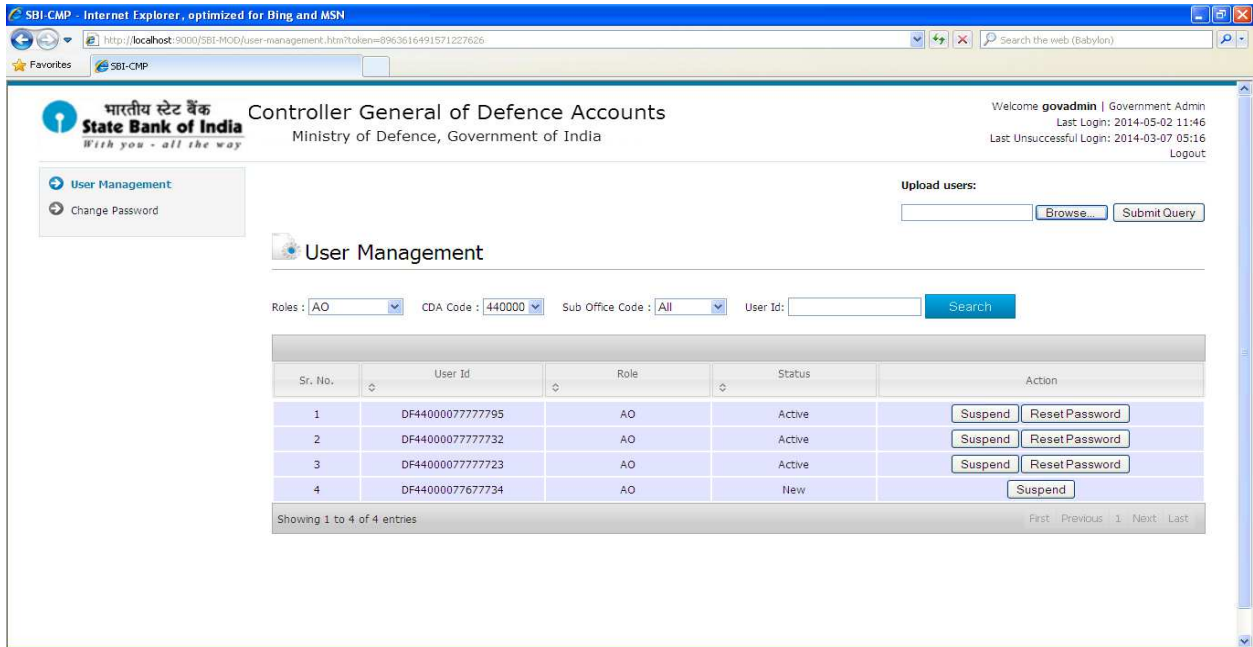 SBI-CMP - Internet Explorer, optimized for Bing and MSN
http://localhost:9000/SBI-MOD/user-management.htm?token=8963616491571227626
Search the web (Babylon)
Favorites SBI-CMP
भारतीय स्टेट बैंक
State Bank of India
With you - all the way
Controller General of Defence Accounts
Ministry of Defence, Government of India
Welcome govadmin | Government Admin
Last Login: 2014-05-02 11:46
Last Unsuccessful Login: 2014-03-07 05:16
Logout
User Management
Change Password
Upload users:
Browse... Submit Query
User Management
Roles : AO CDA Code : 440000 Sub Office Code : All User Id: Search
Sr. No. User Id Role Status Action
1 DF44000077777795 AO Active Suspend Reset Password
2 DF44000077777732 AO Active Suspend Reset Password
3 DF44000077777723 AO Active Suspend Reset Password
4 DF44000077677734 AO New Suspend
Showing 1 to 4 of 4 entries First Previous 1 Next Last